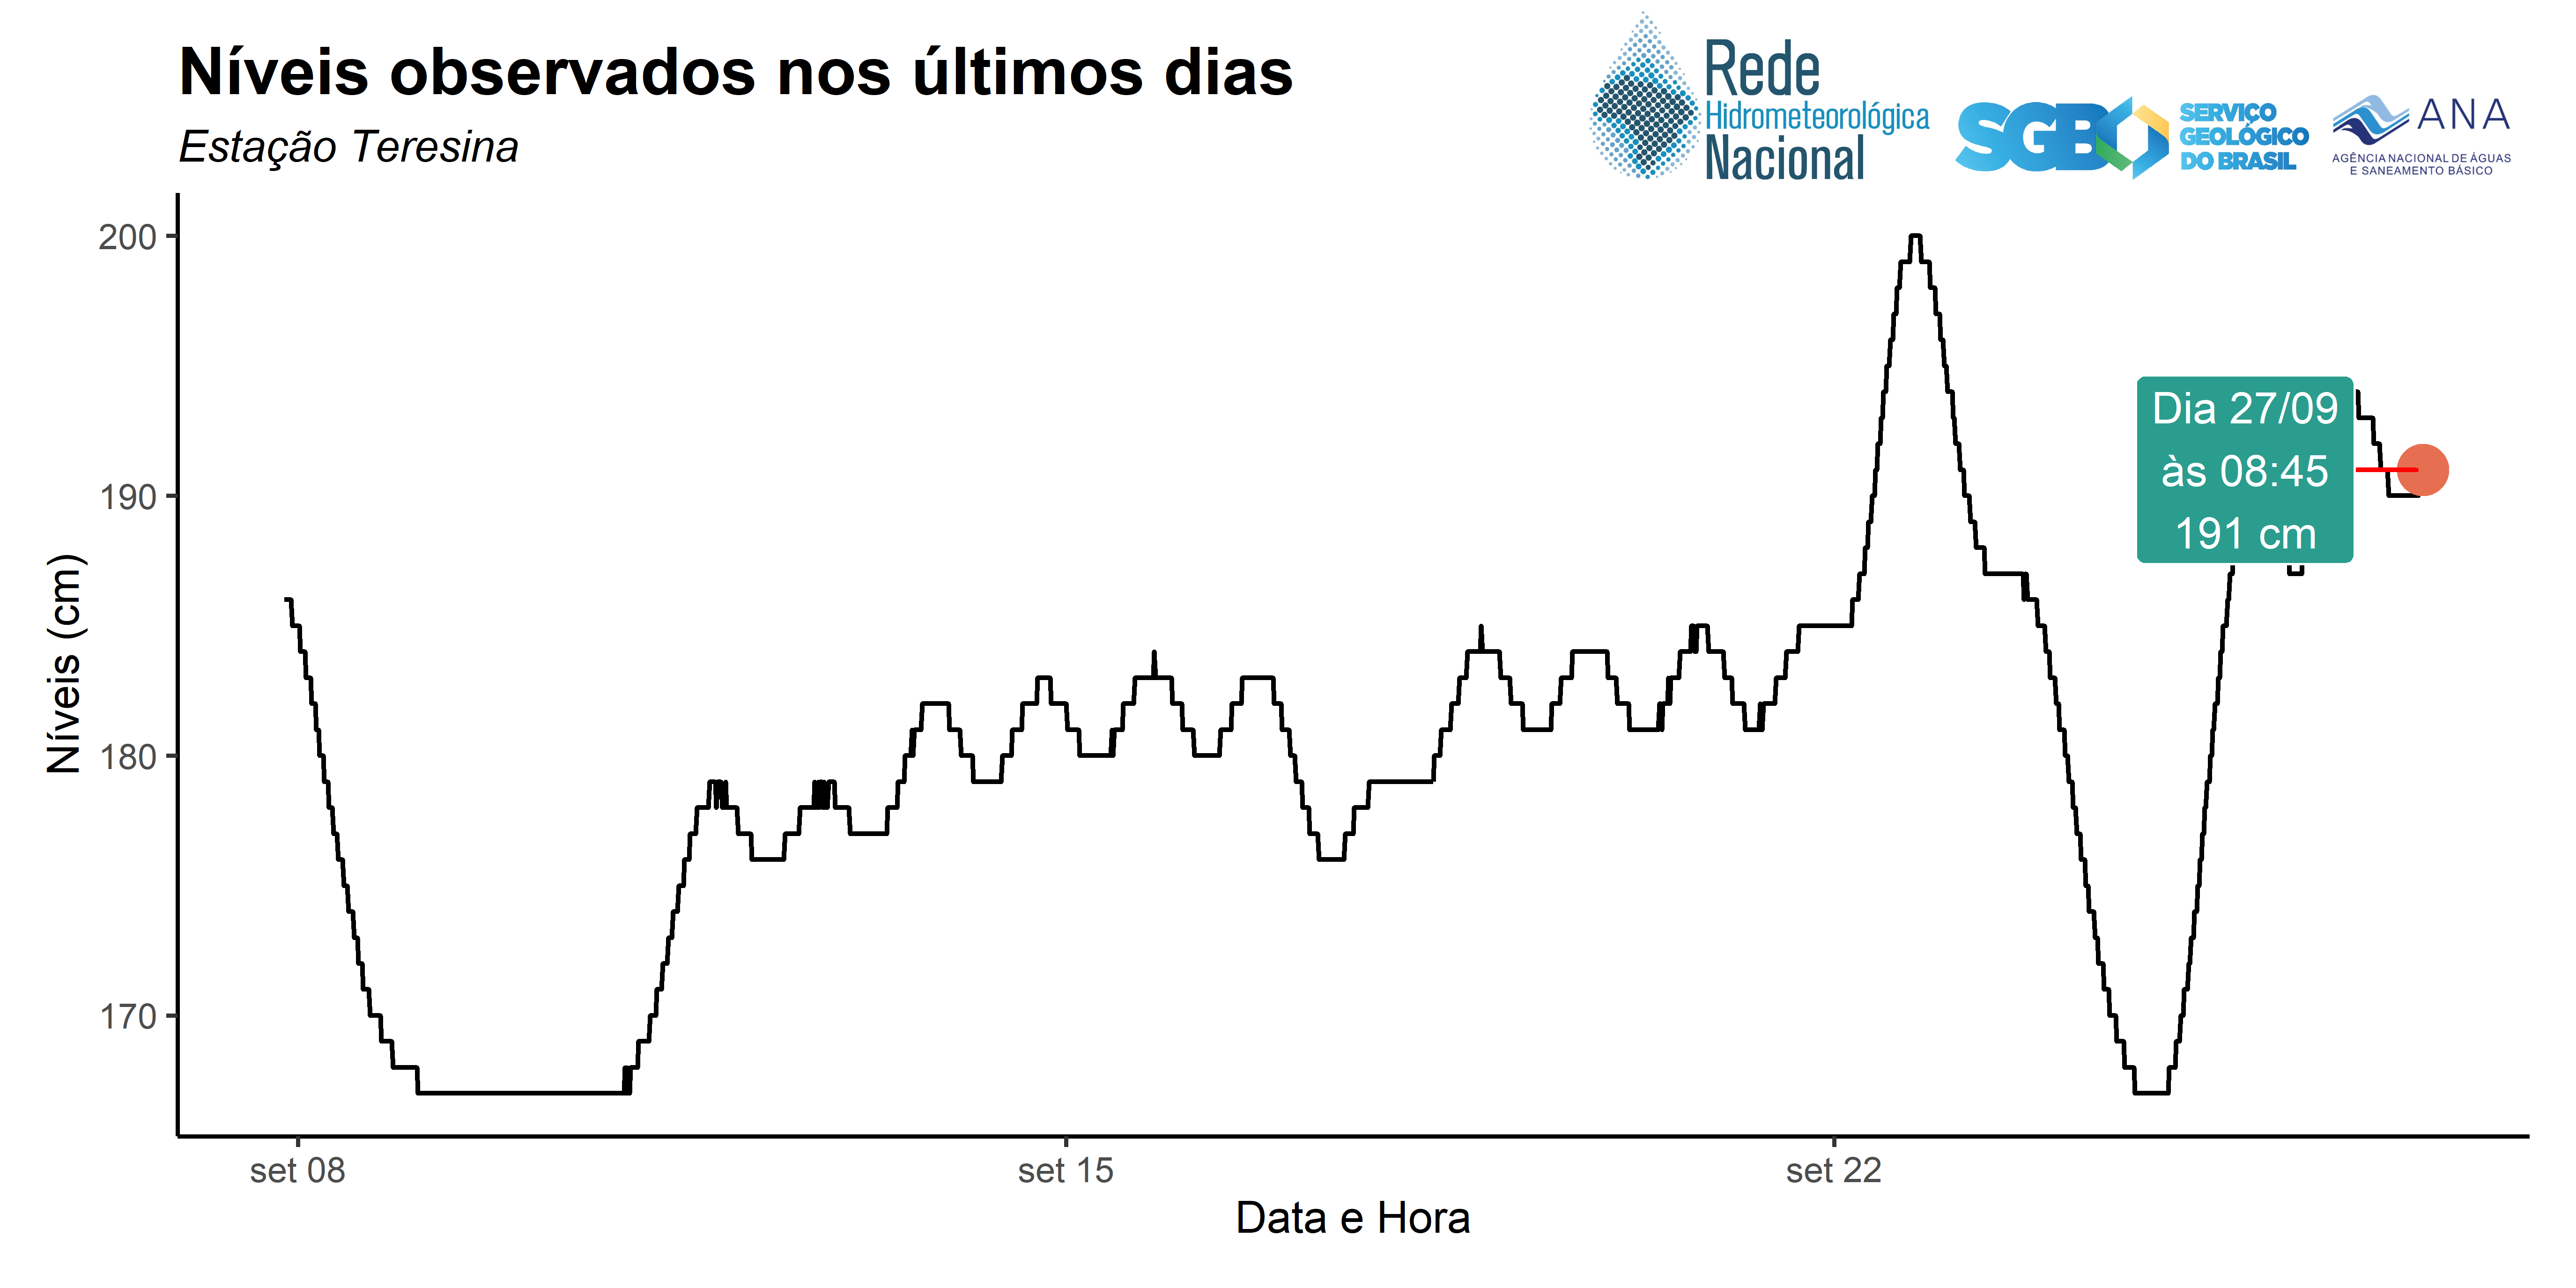 Níveis observados nos últimos dias
Estação Teresina
Rede
Hidrometeorológica
Nacional
SGB
SERVIÇO
GEOLÓGICO
DO BRASIL
ANA
AGÊNCIA NACIONAL DE ÁGUAS
E SANEAMENTO BÁSICO
200
190
180
170
Níveis (cm)
Dia 27/09
às 08:45
191 cm
set 08
set 15
set 22
Data e Hora